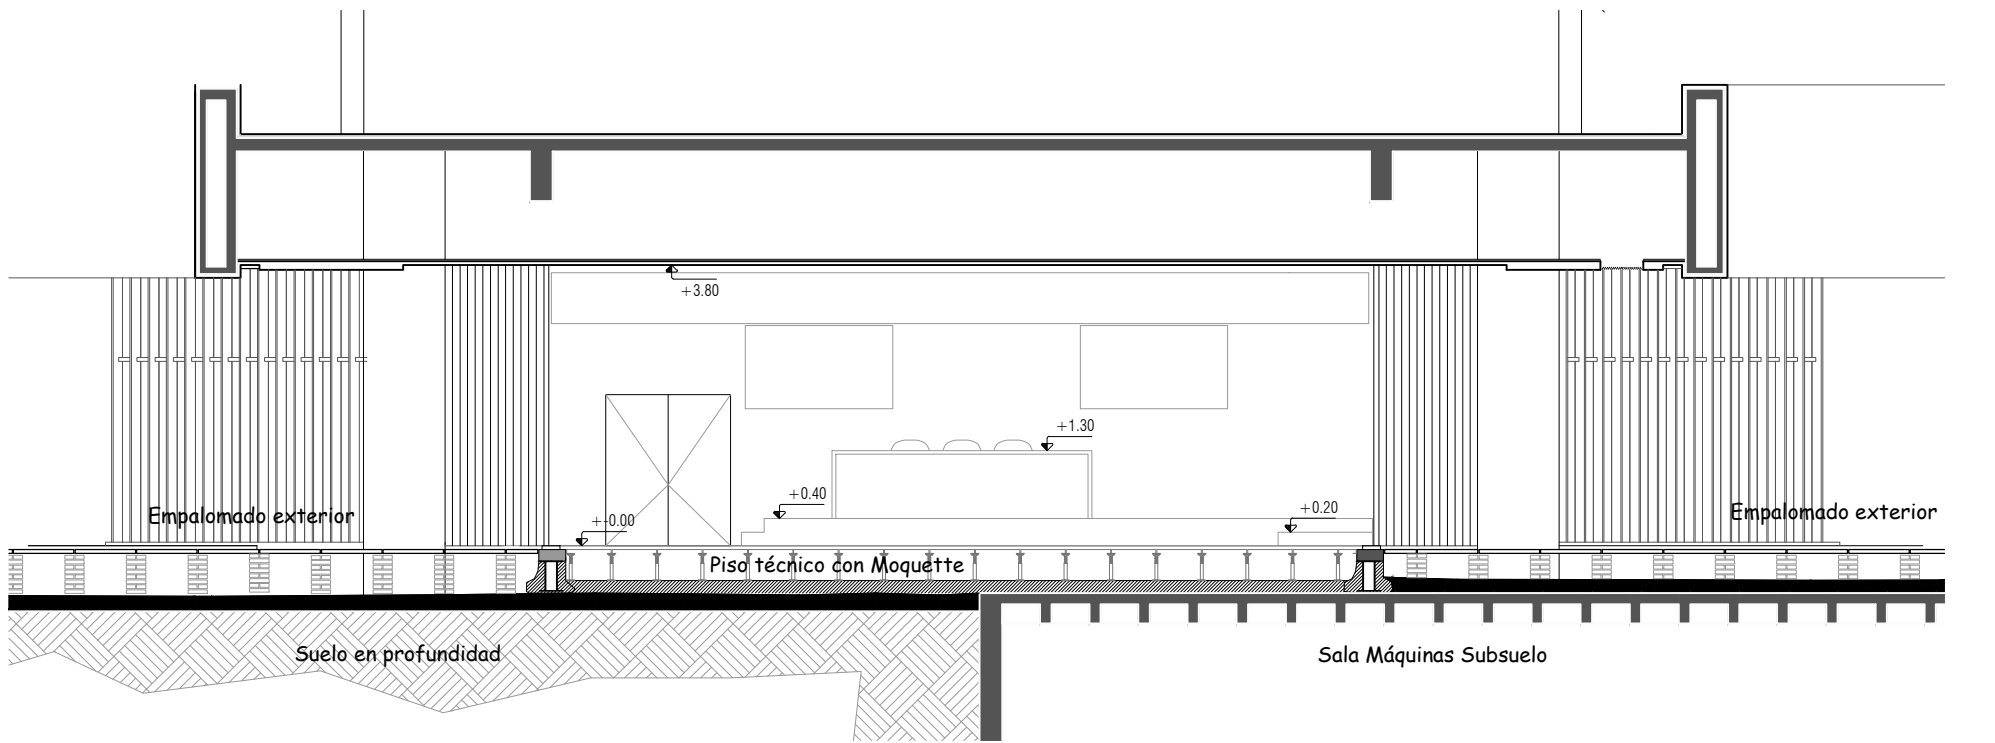 +3.80
+1.30
+0.40
+0.20
+-0.00
Empalomado exterior
Empalomado exterior
Piso técnico con Moquette
Suelo en profundidad
Sala Máquinas Subsuelo